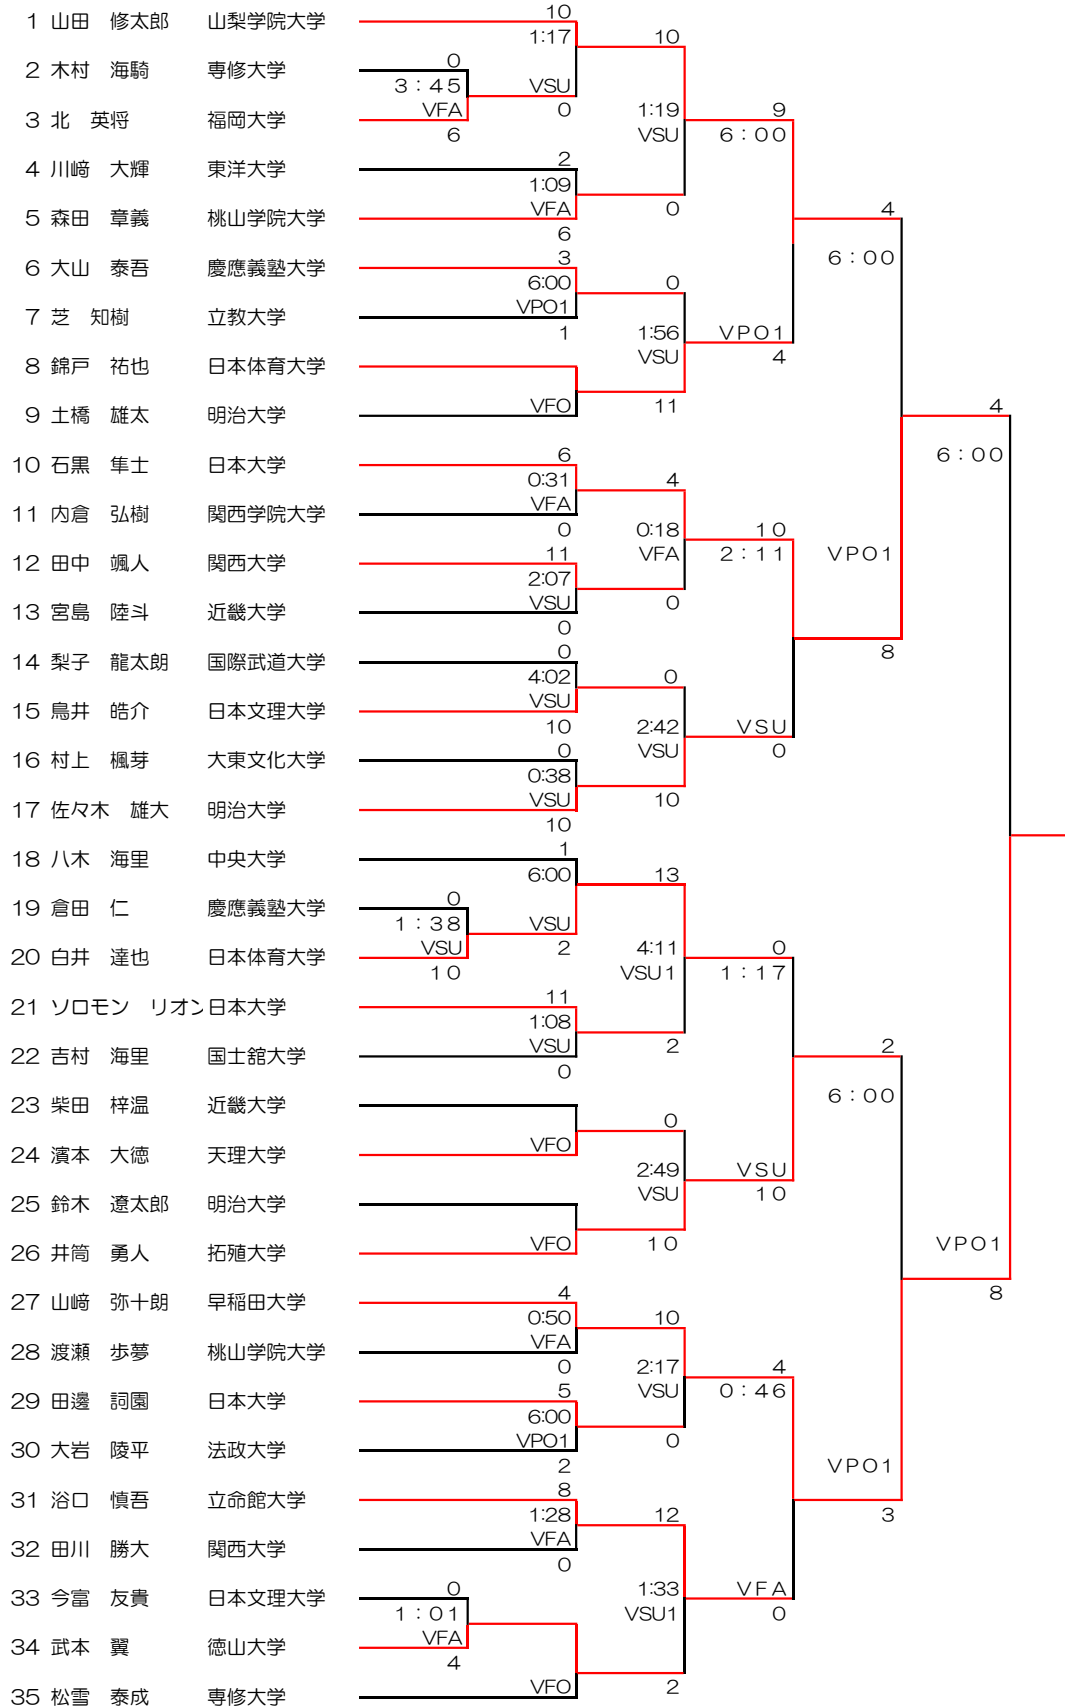 10
1 山田 修太郎 山梨学院大学
1:17 10
0
2 木村 海騎 専修大学
3:45 VSU
VFA 0 1:19 9
3 北 英将 福岡大学
6 VSU 6:00
2
4 川﨑 大輝 東洋大学
1:09
VFA 0 4
5 森田 章義 桃山学院大学
6
3 6:00
6 大山 泰吾 慶應義塾大学
6:00 0
VPO1
7 芝 知樹 立教大学
1 1:56 VPO1
VSU 4
8 錦戸 祐也 日本体育大学
VFO 11 4
9 土橋 雄太 明治大学
6 6:00
10 石黒 隼士 日本大学
0:31 4
VFA
11 内倉 弘樹 関西学院大学
0 0:18 10
11 VFA 2:11 VPO1
12 田中 颯人 関西大学
2:07
VSU 0
13 宮島 陸斗 近畿大学
0
0 8
14 梨子 龍太朗 国際武道大学
4:02 0
VSU
15 鳥井 皓介 日本文理大学
10 2:42 VSU
0 VSU 0
16 村上 楓芽 大東文化大学
0:38
VSU 10
17 佐々木 雄大 明治大学
10
1
18 八木 海里 中央大学
6:00 13
0
19 倉田 仁 慶應義塾大学
1:38 VSU
VSU 2 4:11 0
20 白井 達也 日本体育大学
10 VSU1 1:17
11
21 ソロモン リオン 日本大学
1:08
VSU 2 2
22 吉村 海里 国士舘大学
0
6:00
23 柴田 梓温 近畿大学
0
VFO
24 濱本 大徳 天理大学
2:49 VSU
VSU 10
25 鈴木 遼太郎 明治大学
VFO 10 VPO1
26 井筒 勇人 拓殖大学
4 8
27 山﨑 弥十朗 早稲田大学
0:50 10
VFA
28 渡瀬 歩夢 桃山学院大学
0 2:17 4
5 VSU 0:46
29 田邊 詞園 日本大学
6:00
VPO1 0
30 大岩 陵平 法政大学
2 VPO1
8
31 浴口 慎吾 立命館大学
1:28 12 3
VFA
32 田川 勝大 関西大学
0
0 1:33 VFA
33 今富 友貴 日本文理大学
1:01 VSU1 0
VFA
34 武本 翼 徳山大学
4
VFO 2
35 松雪 泰成 専修大学